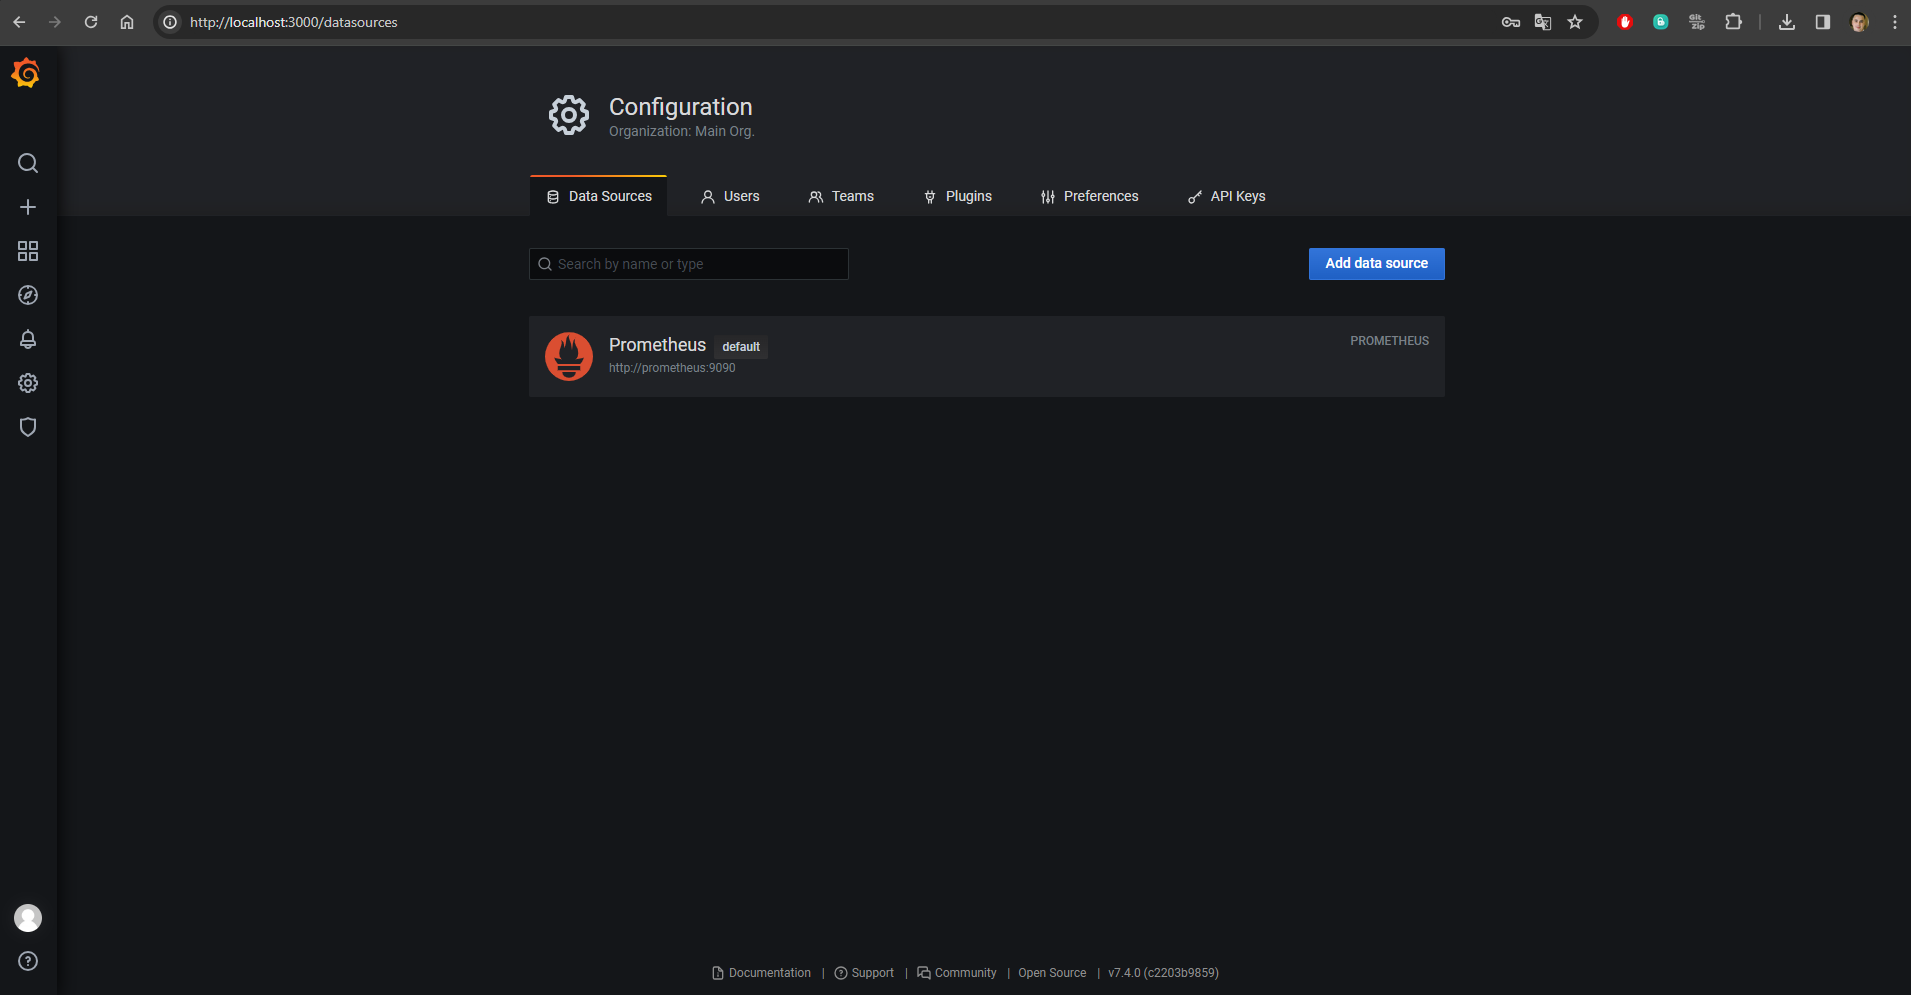 http://localhost:3000/datasources
Git
zip
Configuration
Organization: Main Org.
Data Sources
Users
Teams
Plugins
Preferences
API Keys
Search by name or type
Add data source
Prometheus default
PROMETHEUS
http://prometheus:9090
Documentation | Support | Community | Open Source | v7.4.0 (c2203b9859)